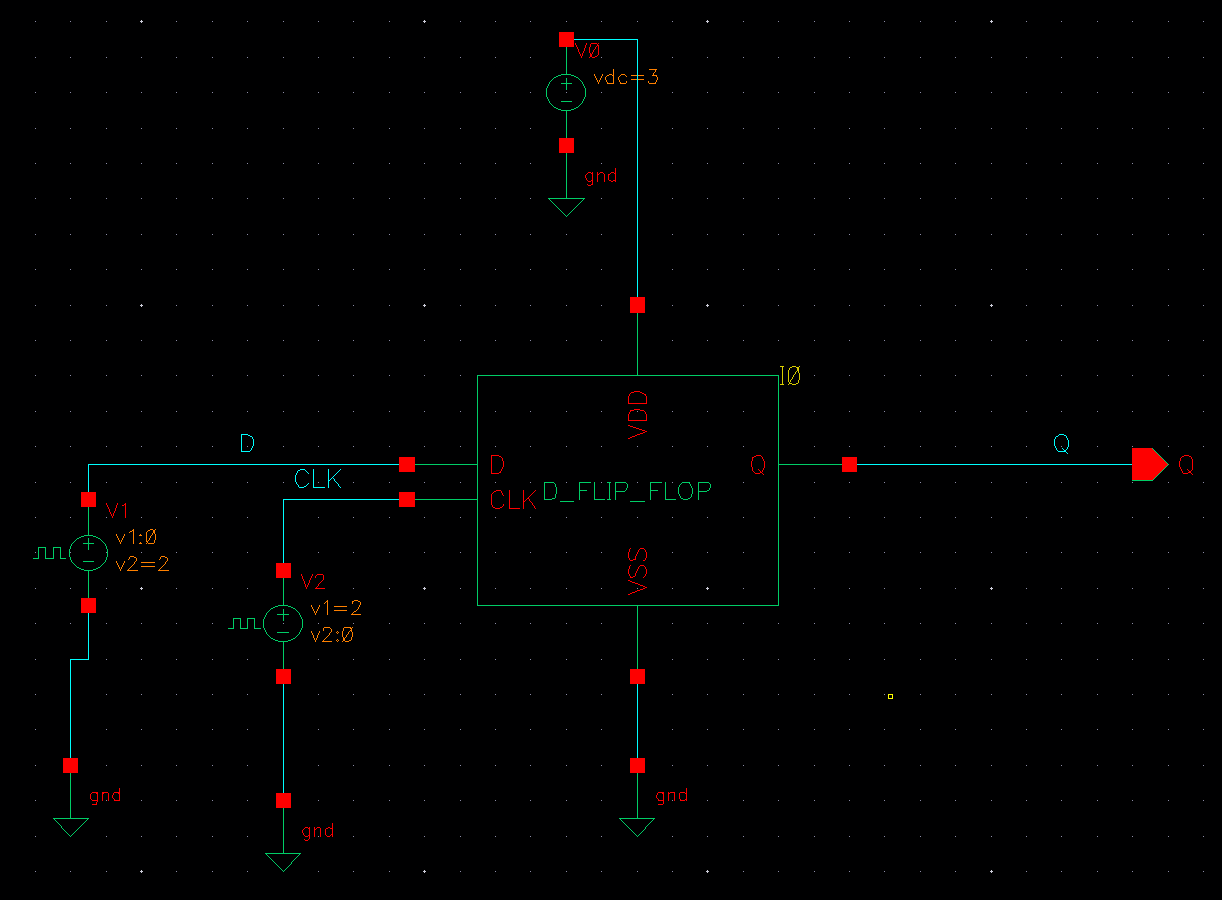 V0
vdc=3
gnd
I0
VDD
D
Q
Q
CLK
D
Q
CLK
D_FLIP_FLOP
V1
v1:0
v2=2
VSS
V2
v1=2
v2:0
gnd
gnd
gnd